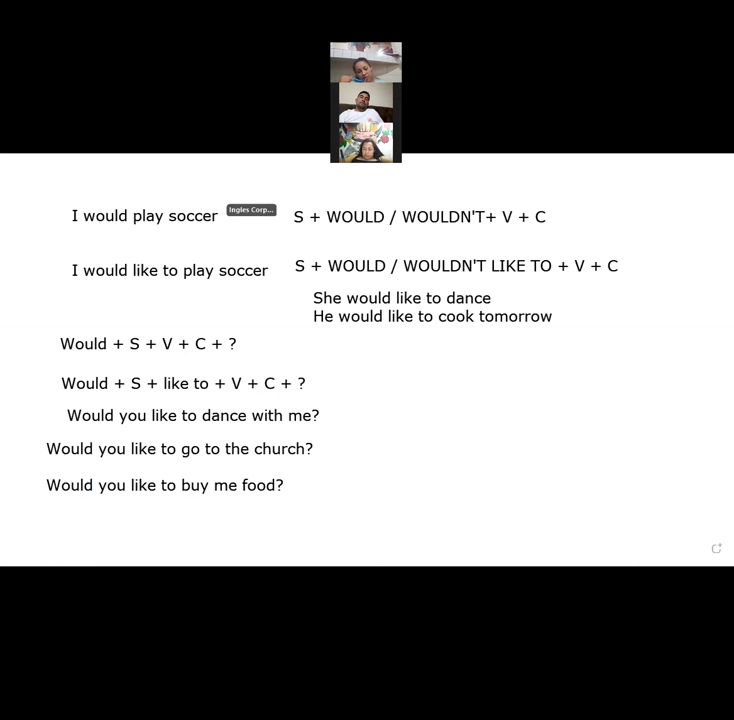 I would play soccer
Ingles Corp...
S + WOULD / WOULDN'T+ V + C
I would like to play soccer
S + WOULD / WOULDN'T LIKE TO + V + C
She would like to dance
He would like to cook tomorrow
Would + S + V + C + ?
Would + S + like to + V + C + ?
Would you like to dance with me?
Would you like to go to the church?
Would you like to buy me food?